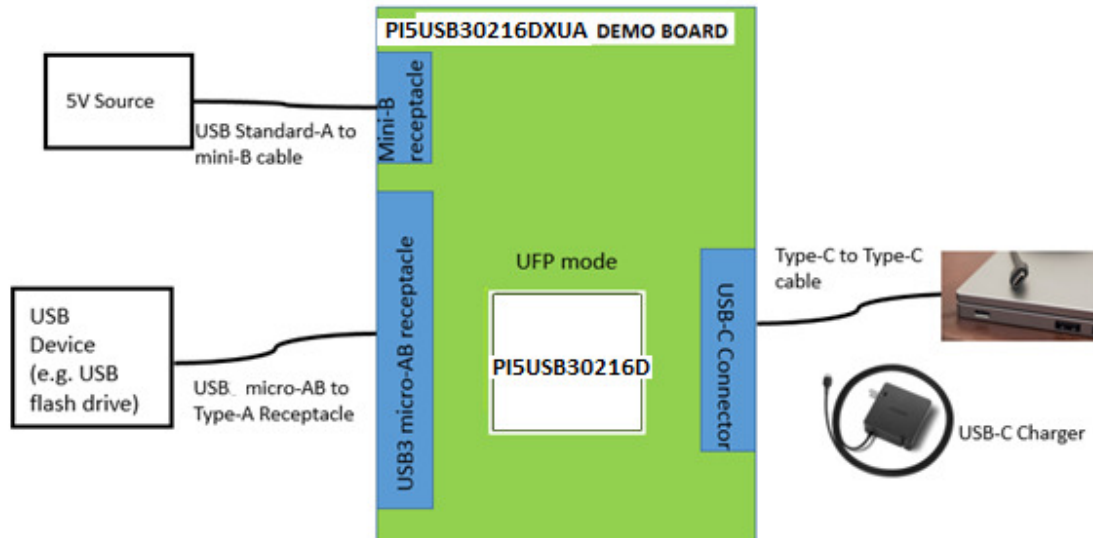 PI5USB30216DXUA DEMO BOARD
5V Source
USB Standard-A to
mini-B cable
Mini-B
receptacle
USB3 micro-AB receptacle
UFP mode
PI5USB30216D
USB-C Connector
Type-C to Type-C
cable
USB
Device
(e.g. USB
flash drive)
USB_ micro-AB to
Type-A Receptacle
USB-C Charger